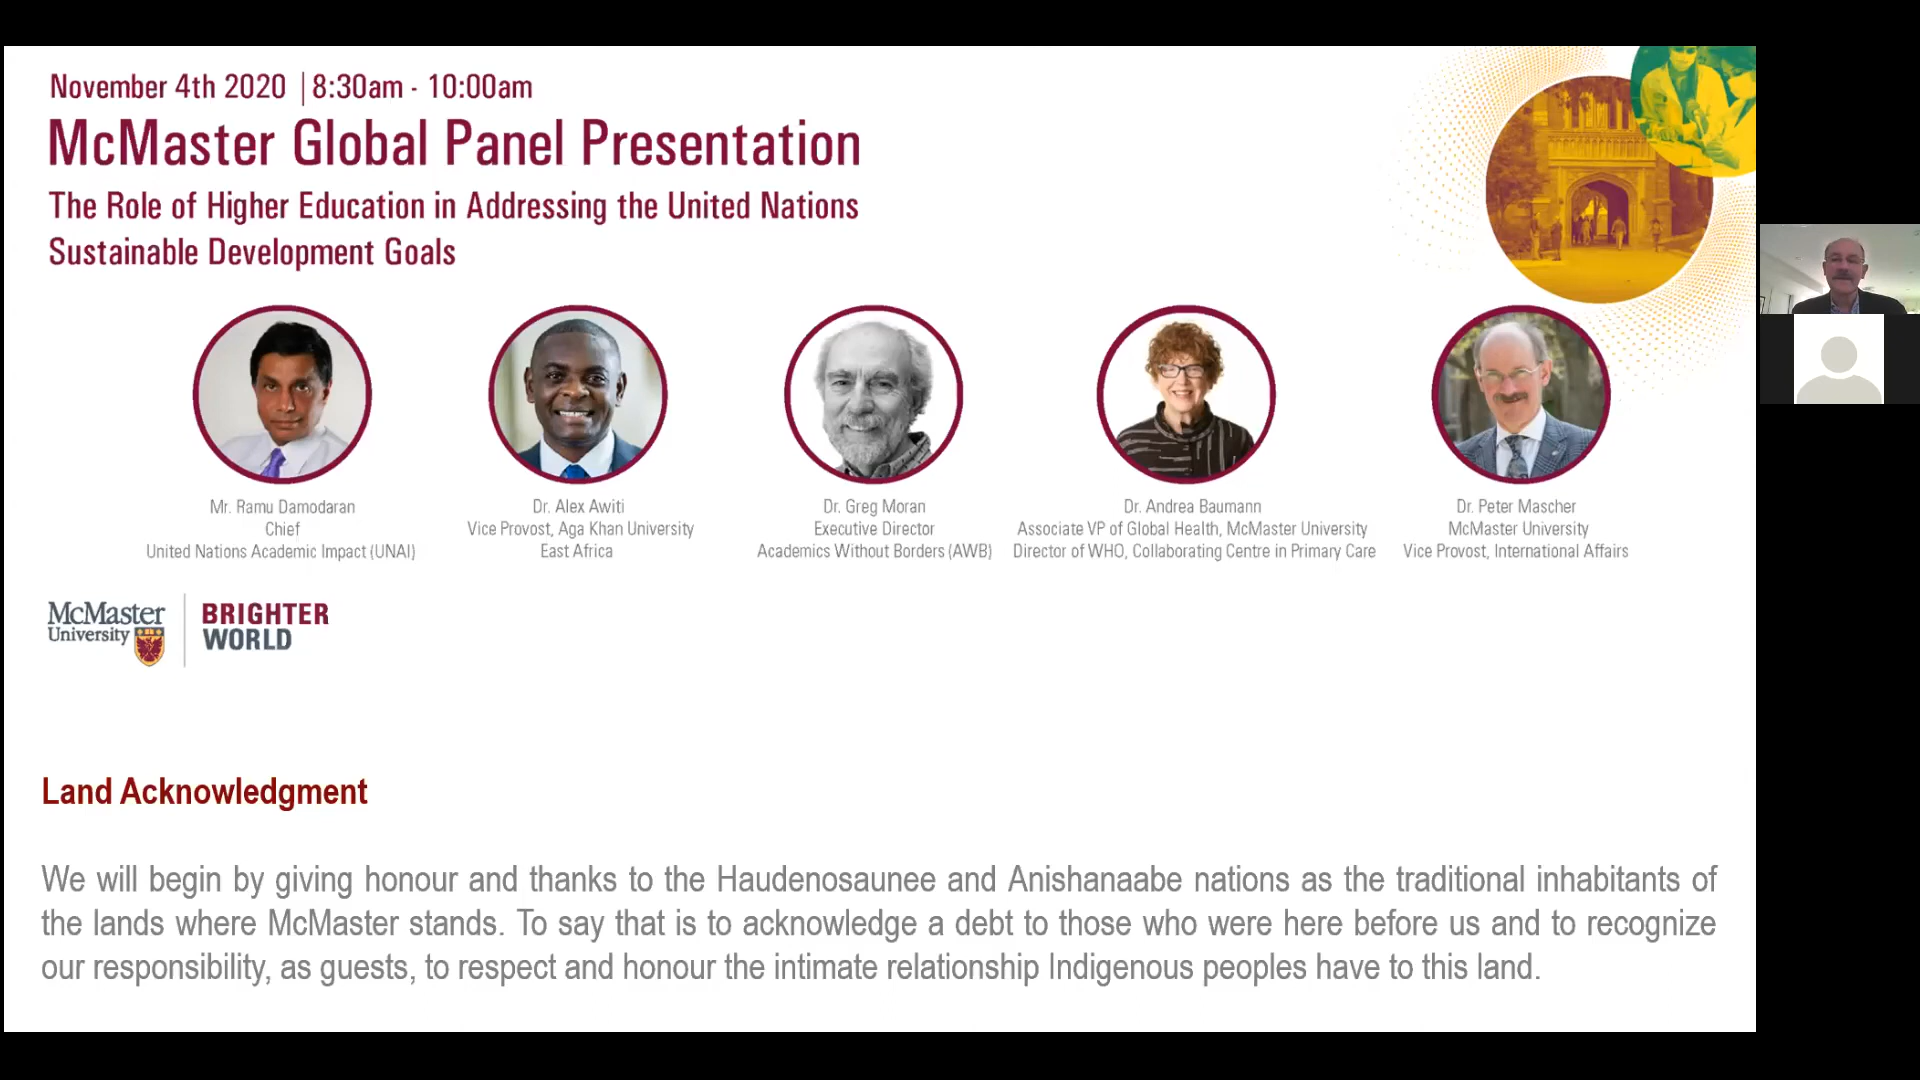 November 4th 2020 | 8:30am - 10:00am
McMaster Global Panel Presentation
The Role of Higher Education in Addressing the United Nations
Sustainable Development Goals
Mr. Ramu Damodaran
Chief
United Nations Academic Impact (UNAI)
Dr. Alex Awiti
Vice Provost, Aga Khan University
East Africa
Dr. Greg Moran
Executive Director
Academics Without Borders (AWB)
Dr. Andrea Baumann
Associate VP of Global Health, McMaster University
Director of WHO, Collaborating Centre in Primary Care
Dr. Peter Mascher
McMaster University
Vice Provost, International Affairs
McMaster
University
BRIGHTER
WORLD
Land Acknowledgment
We will begin by giving honour and thanks to the Haudenosaunee and Anishanaabe nations as the traditional inhabitants of
the lands where McMaster stands. To say that is to acknowledge a debt to those who were here before us and to recognize
our responsibility, as guests, to respect and honour the intimate relationship Indigenous peoples have to this land.